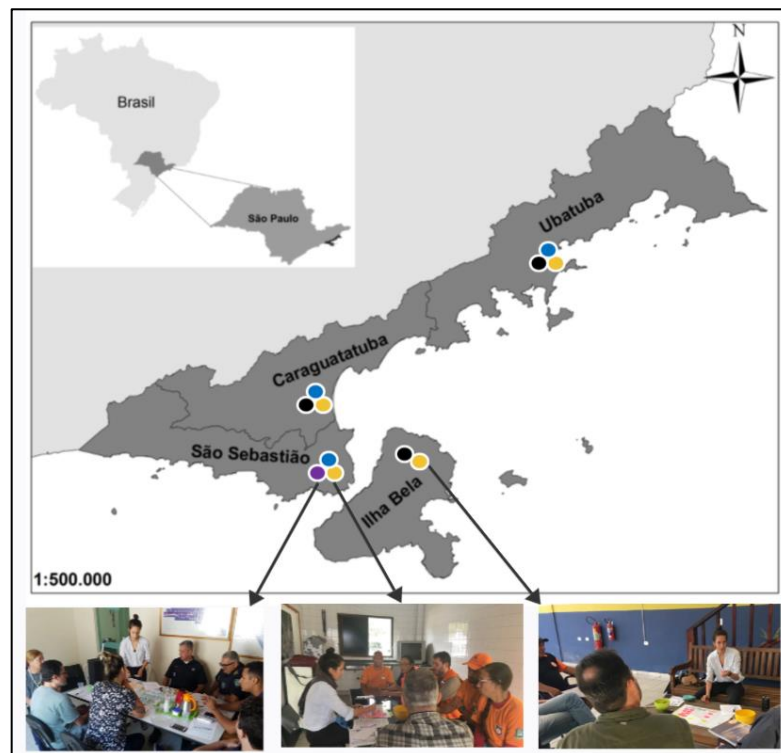 N
Brasil
São Paulo
Ubatuba
Caraguatatuba
São Sebastião
Ilha Bela
1:500.000